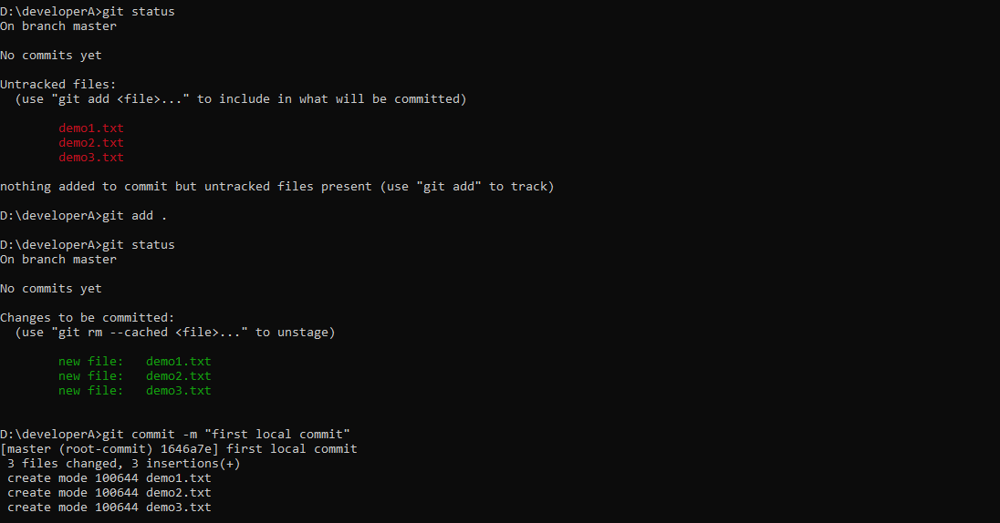 D:\developerA>git status
On branch master
No commits yet
Untracked files:
  (use "git add <file>..." to include in what will be committed)
        demo1.txt
        demo2.txt
        demo3.txt
nothing added to commit but untracked files present (use "git add" to track)
D:\developerA>git add .
D:\developerA>git status
On branch master
No commits yet
Changes to be committed:
  (use "git rm --cached <file>..." to unstage)
        new file:   demo1.txt
        new file:   demo2.txt
        new file:   demo3.txt
D:\developerA>git commit -m "first local commit"
[master (root-commit) 1646a7e] first local commit
 3 files changed, 3 insertions(+)
 create mode 100644 demo1.txt
 create mode 100644 demo2.txt
 create mode 100644 demo3.txt